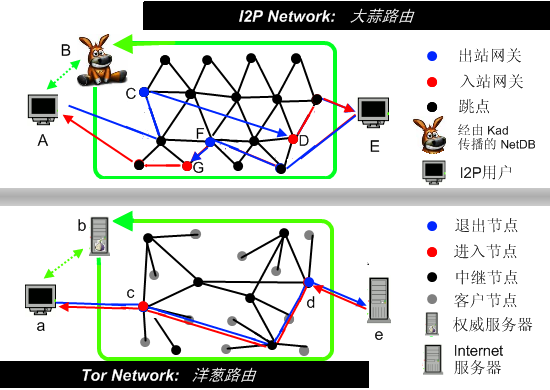 I2P Network: 大蒜路由
B
A
C
F
D
G
E
出站网关
入站网关
跳点
经由 Kad
传播的 NetDB
I2P用户
b
a
c
d
e
退出节点
进入节点
中继节点
客户节点
权威服务器
Internet
服务器
Tor Network: 洋葱路由